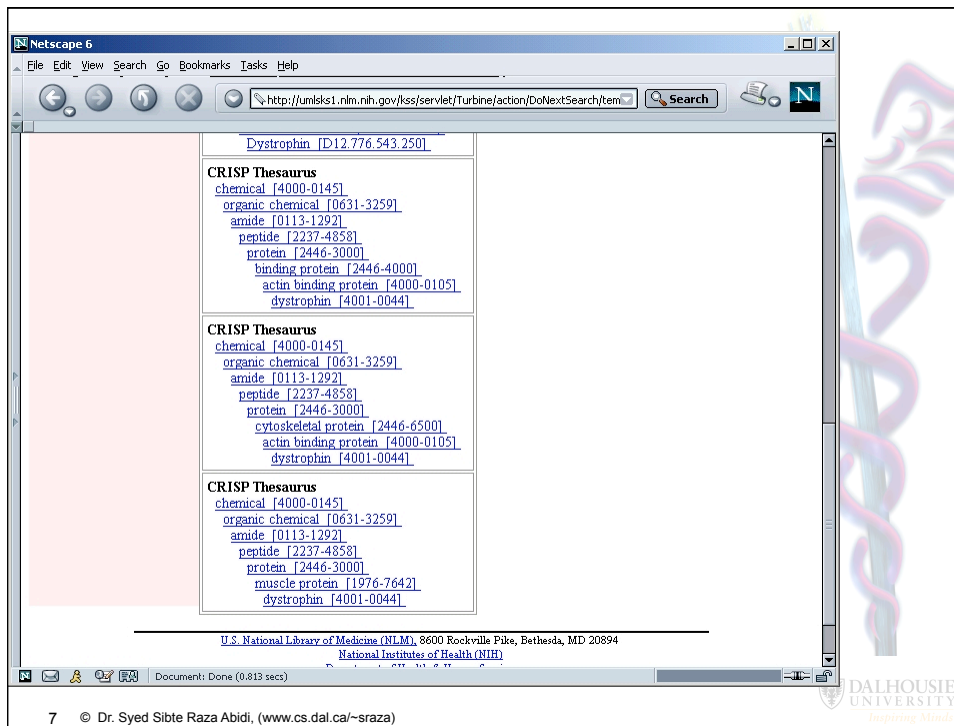 Netscape 6
File Edit View Search Go Bookmarks Tasks Help
http://umlsks1.nlm.nih.gov/kss/servlet/Turbine/action/DoNextSearch/tem
Search
N
Dystrophin [D12.776.543.250]
CRISP Thesaurus
chemical [4000-0145]
organic chemical [0631-3259]
amide [0113-1292]
peptide [2237-4858]
protein [2446-3000]
binding protein [2446-4000]
actin binding protein [4000-0105]
dystrophin [4001-0044]
CRISP Thesaurus
chemical [4000-0145]
organic chemical [0631-3259]
amide [0113-1292]
peptide [2237-4858]
protein [2446-3000]
cytoskeletal protein [2446-6500]
actin binding protein [4000-0105]
dystrophin [4001-0044]
CRISP Thesaurus
chemical [4000-0145]
organic chemical [0631-3259]
amide [0113-1292]
peptide [2237-4858]
protein [2446-3000]
muscle protein [1976-7642]
dystrophin [4001-0044]
U.S. National Library of Medicine (NLM), 8600 Rockville Pike, Bethesda, MD 20894
National Institutes of Health (NIH)
Document: Done (0.813 secs)
DALHOUSIE
UNIVERSITY
Inspiring Minds
7 © Dr. Syed Sibte Raza Abidi, (www.cs.dal.ca/~sraza)